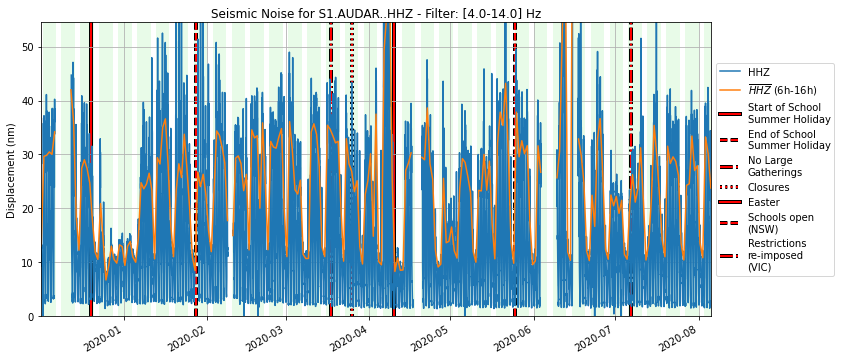 Seismic Noise for S1.AUDAR..HHZ - Filter: [4.0-14.0] Hz
Displacement (nm)
50
40
30
20
10
0
2020-01
2020-02
2020-03
2020-04
2020-05
2020-06
2020-07
2020-08
HHZ
HHZ (6h-16h)
Start of School
Summer Holiday
End of School
Summer Holiday
No Large
Gatherings
Closures
Easter
Schools open
(NSW)
Restrictions
re-imposed
(VIC)